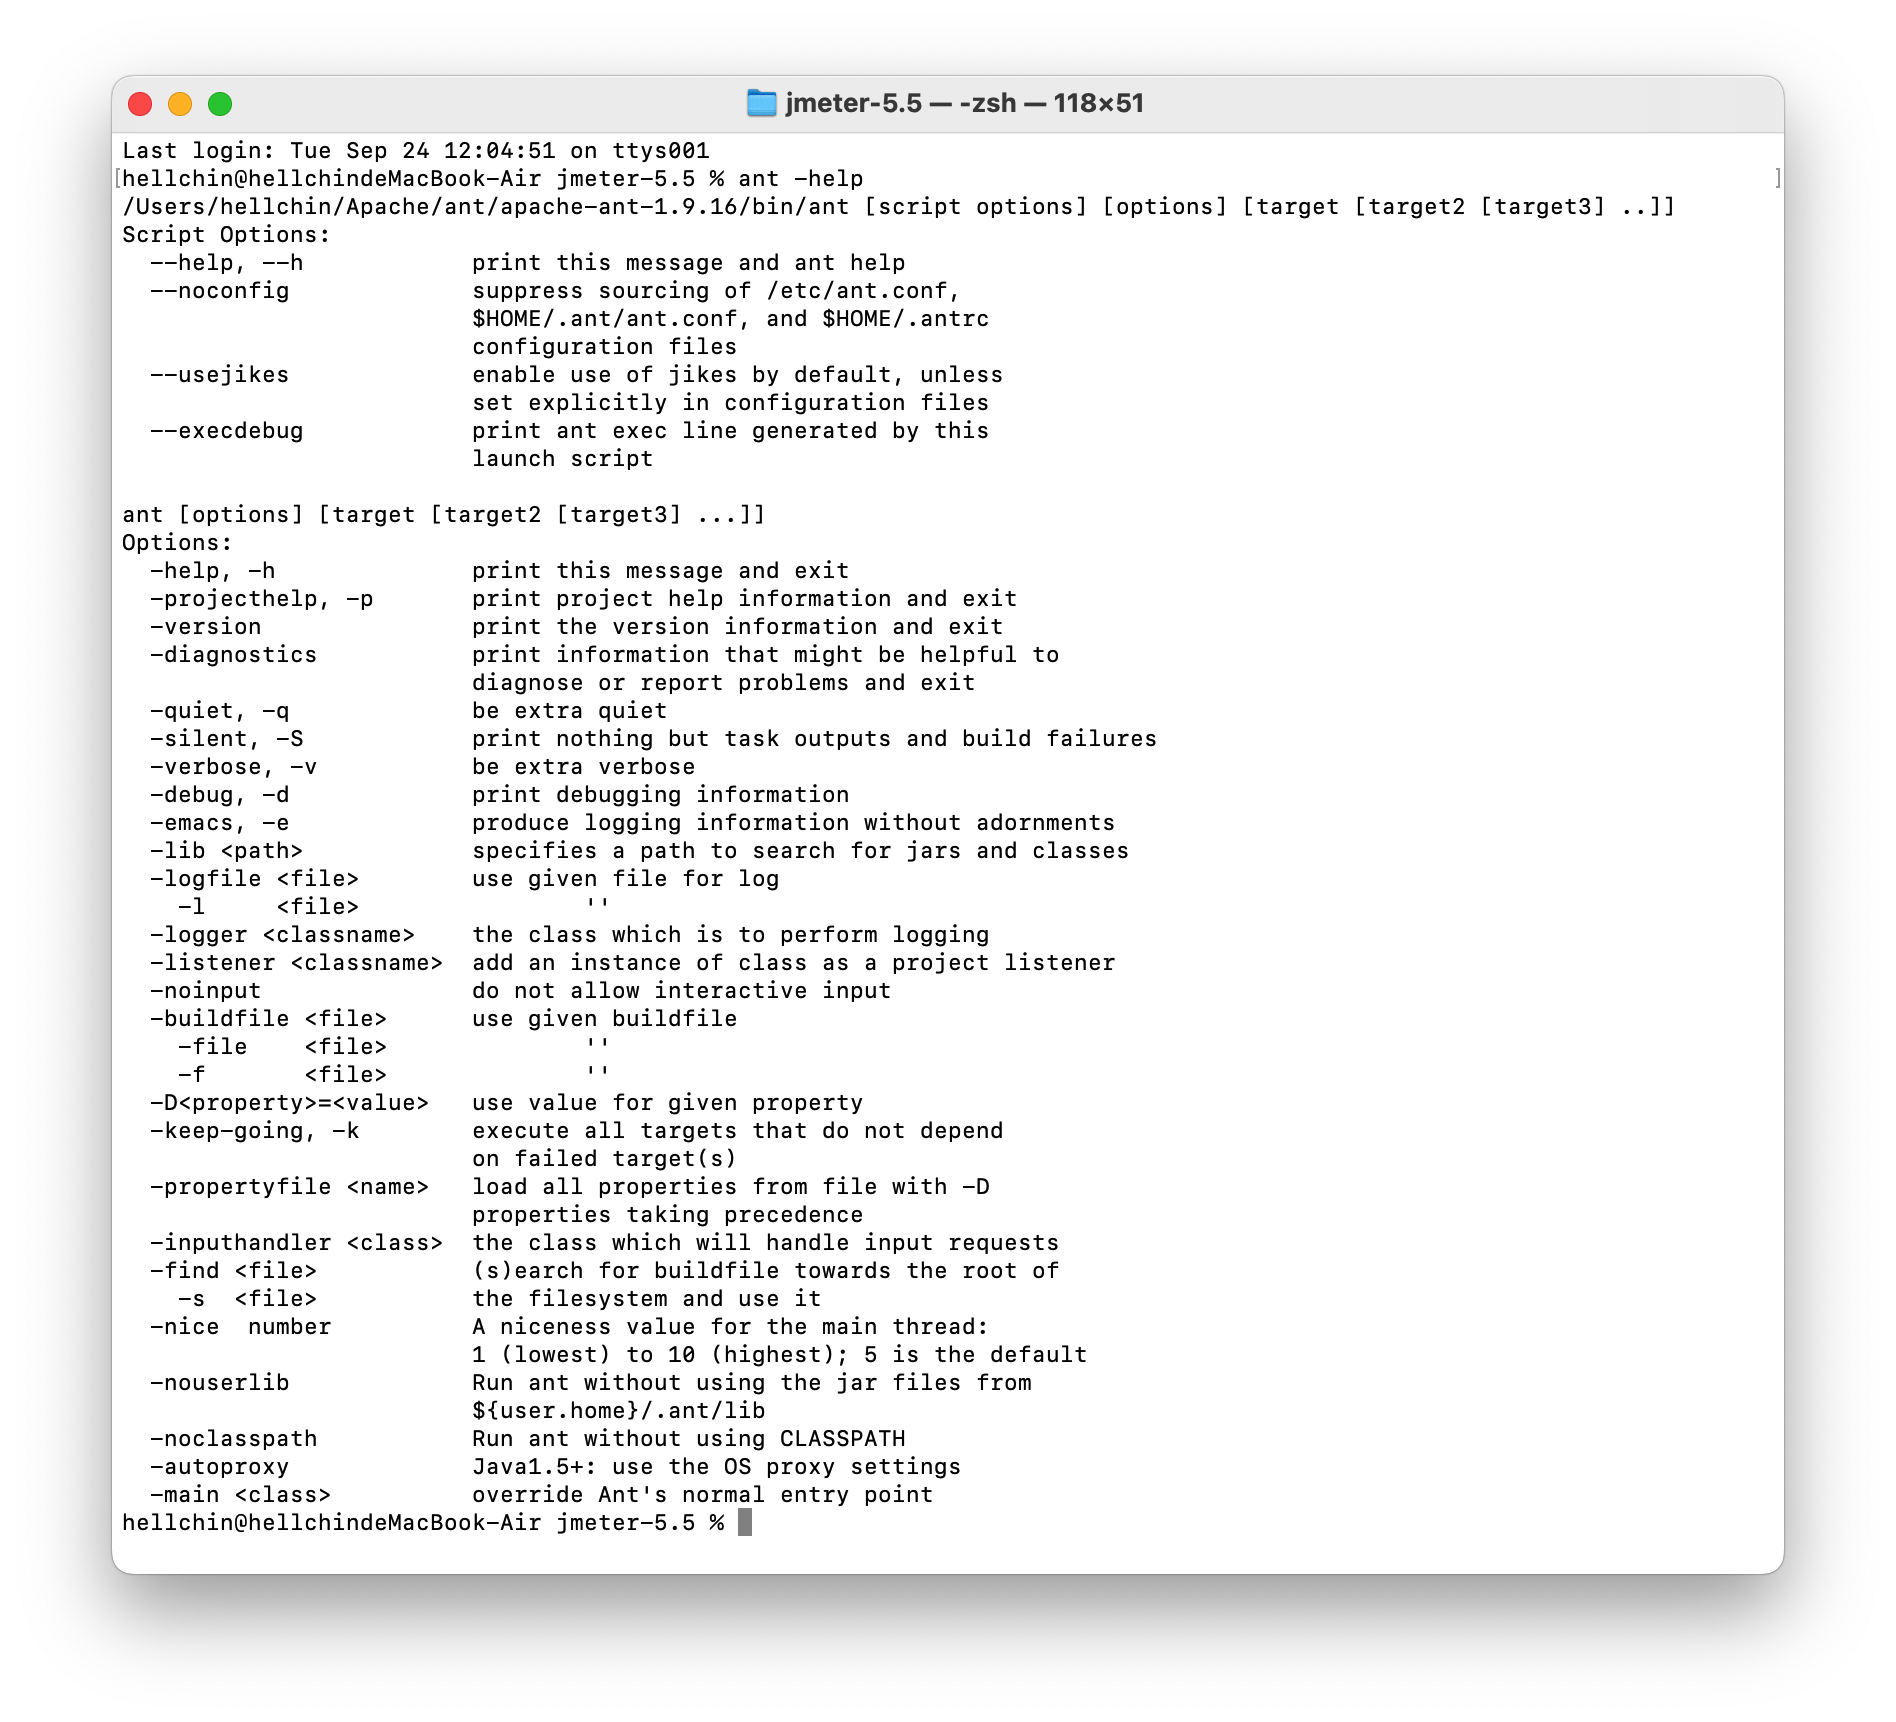 jmeter-5.5 — -zsh — 118×51
Last login: Tue Sep 24 12:04:51 on ttys001
[hellchin@hellchindeMacBook-Air jmeter-5.5 % ant -help ]
/Users/hellchin/Apache/ant/apache-ant-1.9.16/bin/ant [script options] [options] [target [target2 [target3] ..]]
Script Options:
  --help, --h            print this message and ant help
  --noconfig             suppress sourcing of /etc/ant.conf,
                         $HOME/.ant/ant.conf, and $HOME/.antrc
                         configuration files
  --usejikes             enable use of jikes by default, unless
                         set explicitly in configuration files
  --execdebug            print ant exec line generated by this
                         launch script

ant [options] [target [target2 [target3] ...]]
Options:
  -help, -h              print this message and exit
  -projecthelp, -p       print project help information and exit
  -version               print the version information and exit
  -diagnostics           print information that might be helpful to
                         diagnose or report problems and exit
  -quiet, -q             be extra quiet
  -silent, -S            print nothing but task outputs and build failures
  -verbose, -v           be extra verbose
  -debug, -d             print debugging information
  -emacs, -e             produce logging information without adornments
  -lib <path>            specifies a path to search for jars and classes
  -logfile <file>        use given file for log
    -l     <file>                ''
  -logger <classname>    the class which is to perform logging
  -listener <classname>  add an instance of class as a project listener
  -noinput               do not allow interactive input
  -buildfile <file>      use given buildfile
    -file    <file>              ''
    -f       <file>              ''
  -D<property>=<value>   use value for given property
  -keep-going, -k        execute all targets that do not depend
                         on failed target(s)
  -propertyfile <name>   load all properties from file with -D
                         properties taking precedence
  -inputhandler <class>  the class which will handle input requests
  -find <file>           (s)earch for buildfile towards the root of
    -s  <file>           the filesystem and use it
  -nice  number          A niceness value for the main thread:
                         1 (lowest) to 10 (highest); 5 is the default
  -nouserlib             Run ant without using the jar files from
                         ${user.home}/.ant/lib
  -noclasspath           Run ant without using CLASSPATH
  -autoproxy             Java1.5+: use the OS proxy settings
  -main <class>          override Ant's normal entry point
hellchin@hellchindeMacBook-Air jmeter-5.5 %